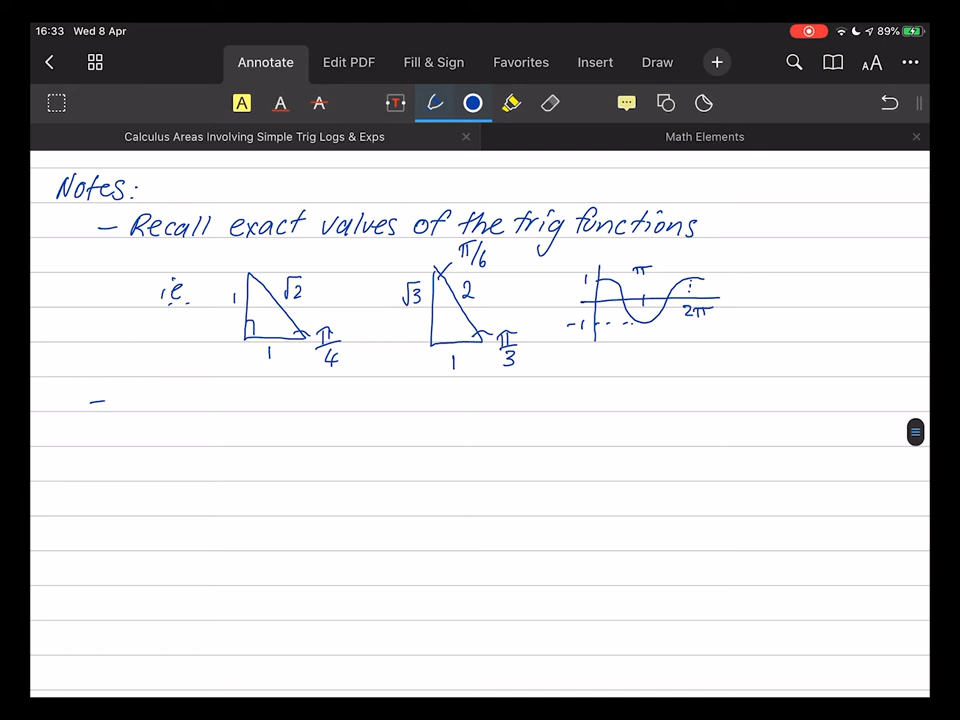 16:33 Wed 8 Apr 89%
Annotate Edit PDF Fill & Sign Favorites Insert Draw
Calculus Areas Involving Simple Trig Logs & Exps Math Elements
Notes:
- Recall exact values of the trig functions
i.e. 1 √2 1 π/4 √3 2 π/6 1 π/3 1 -1 π 2π
-